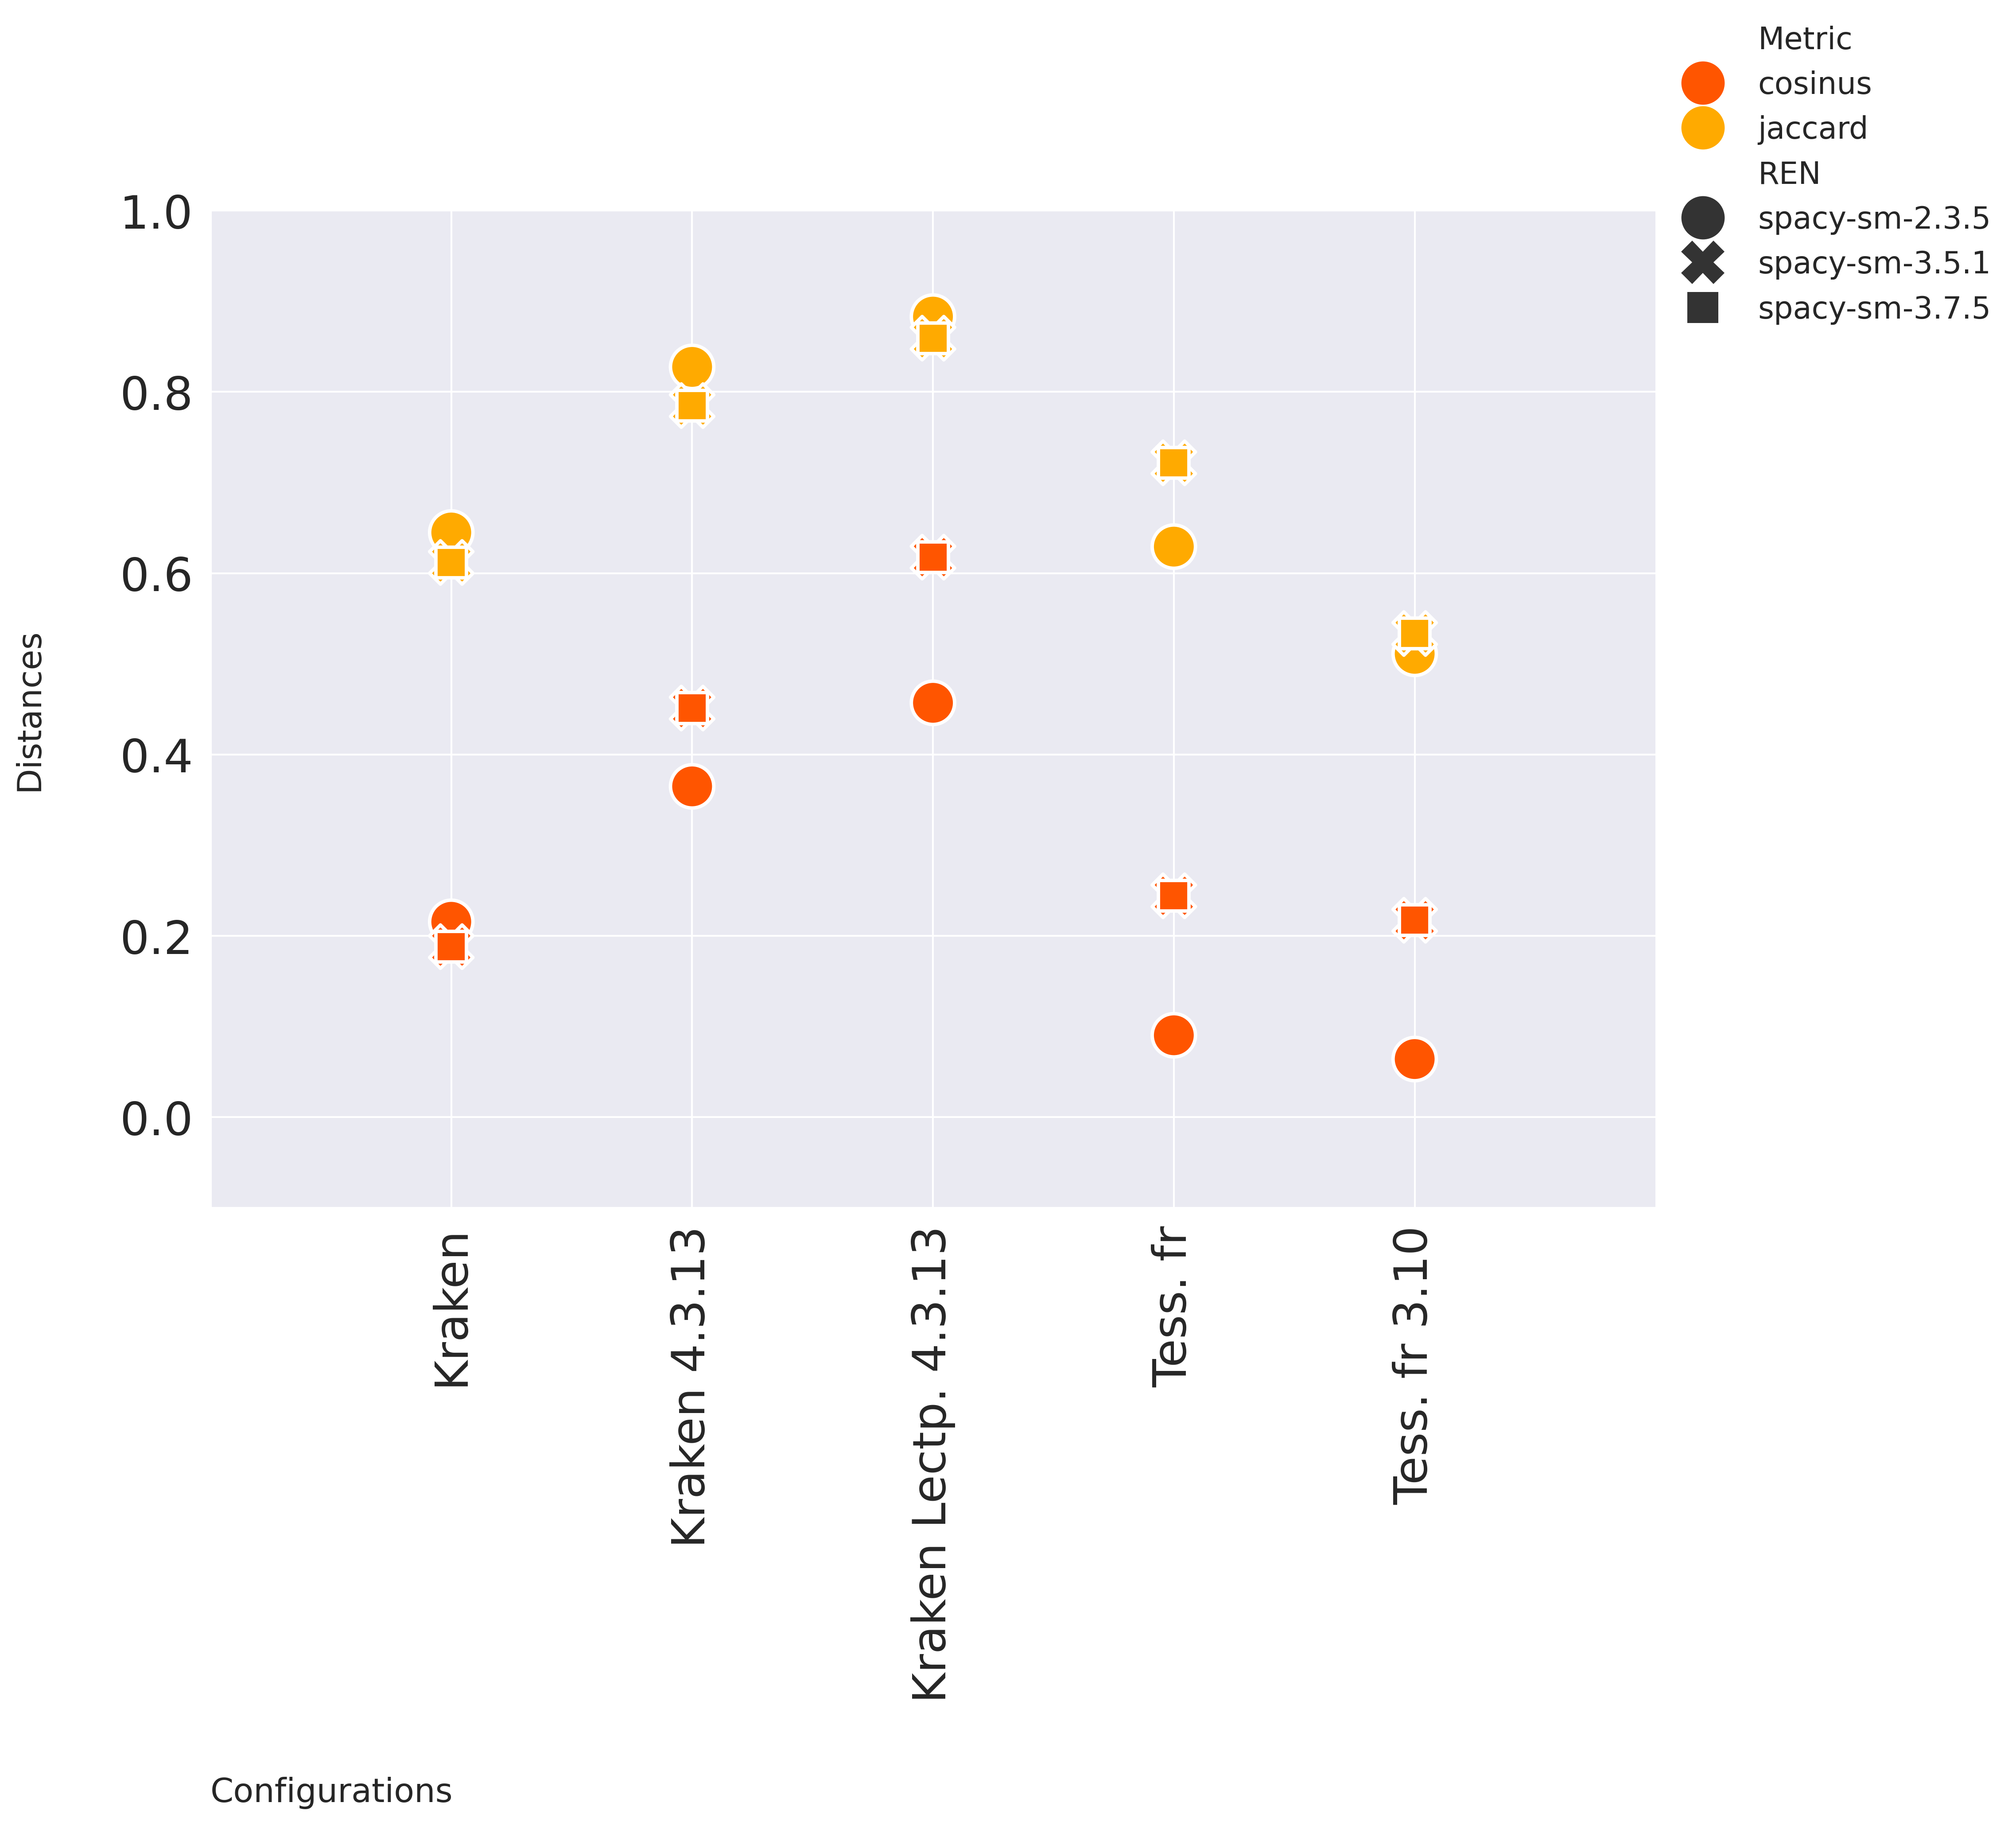 Metric
cosinus
jaccard
REN
spacy-sm-2.3.5
spacy-sm-3.5.1
spacy-sm-3.7.5
1.0
0.8
0.6
0.4
0.2
0.0
Distances
Kraken
Kraken 4.3.13
Kraken Lectp. 4.3.13
Tess. fr
Tess. fr 3.10
Configurations